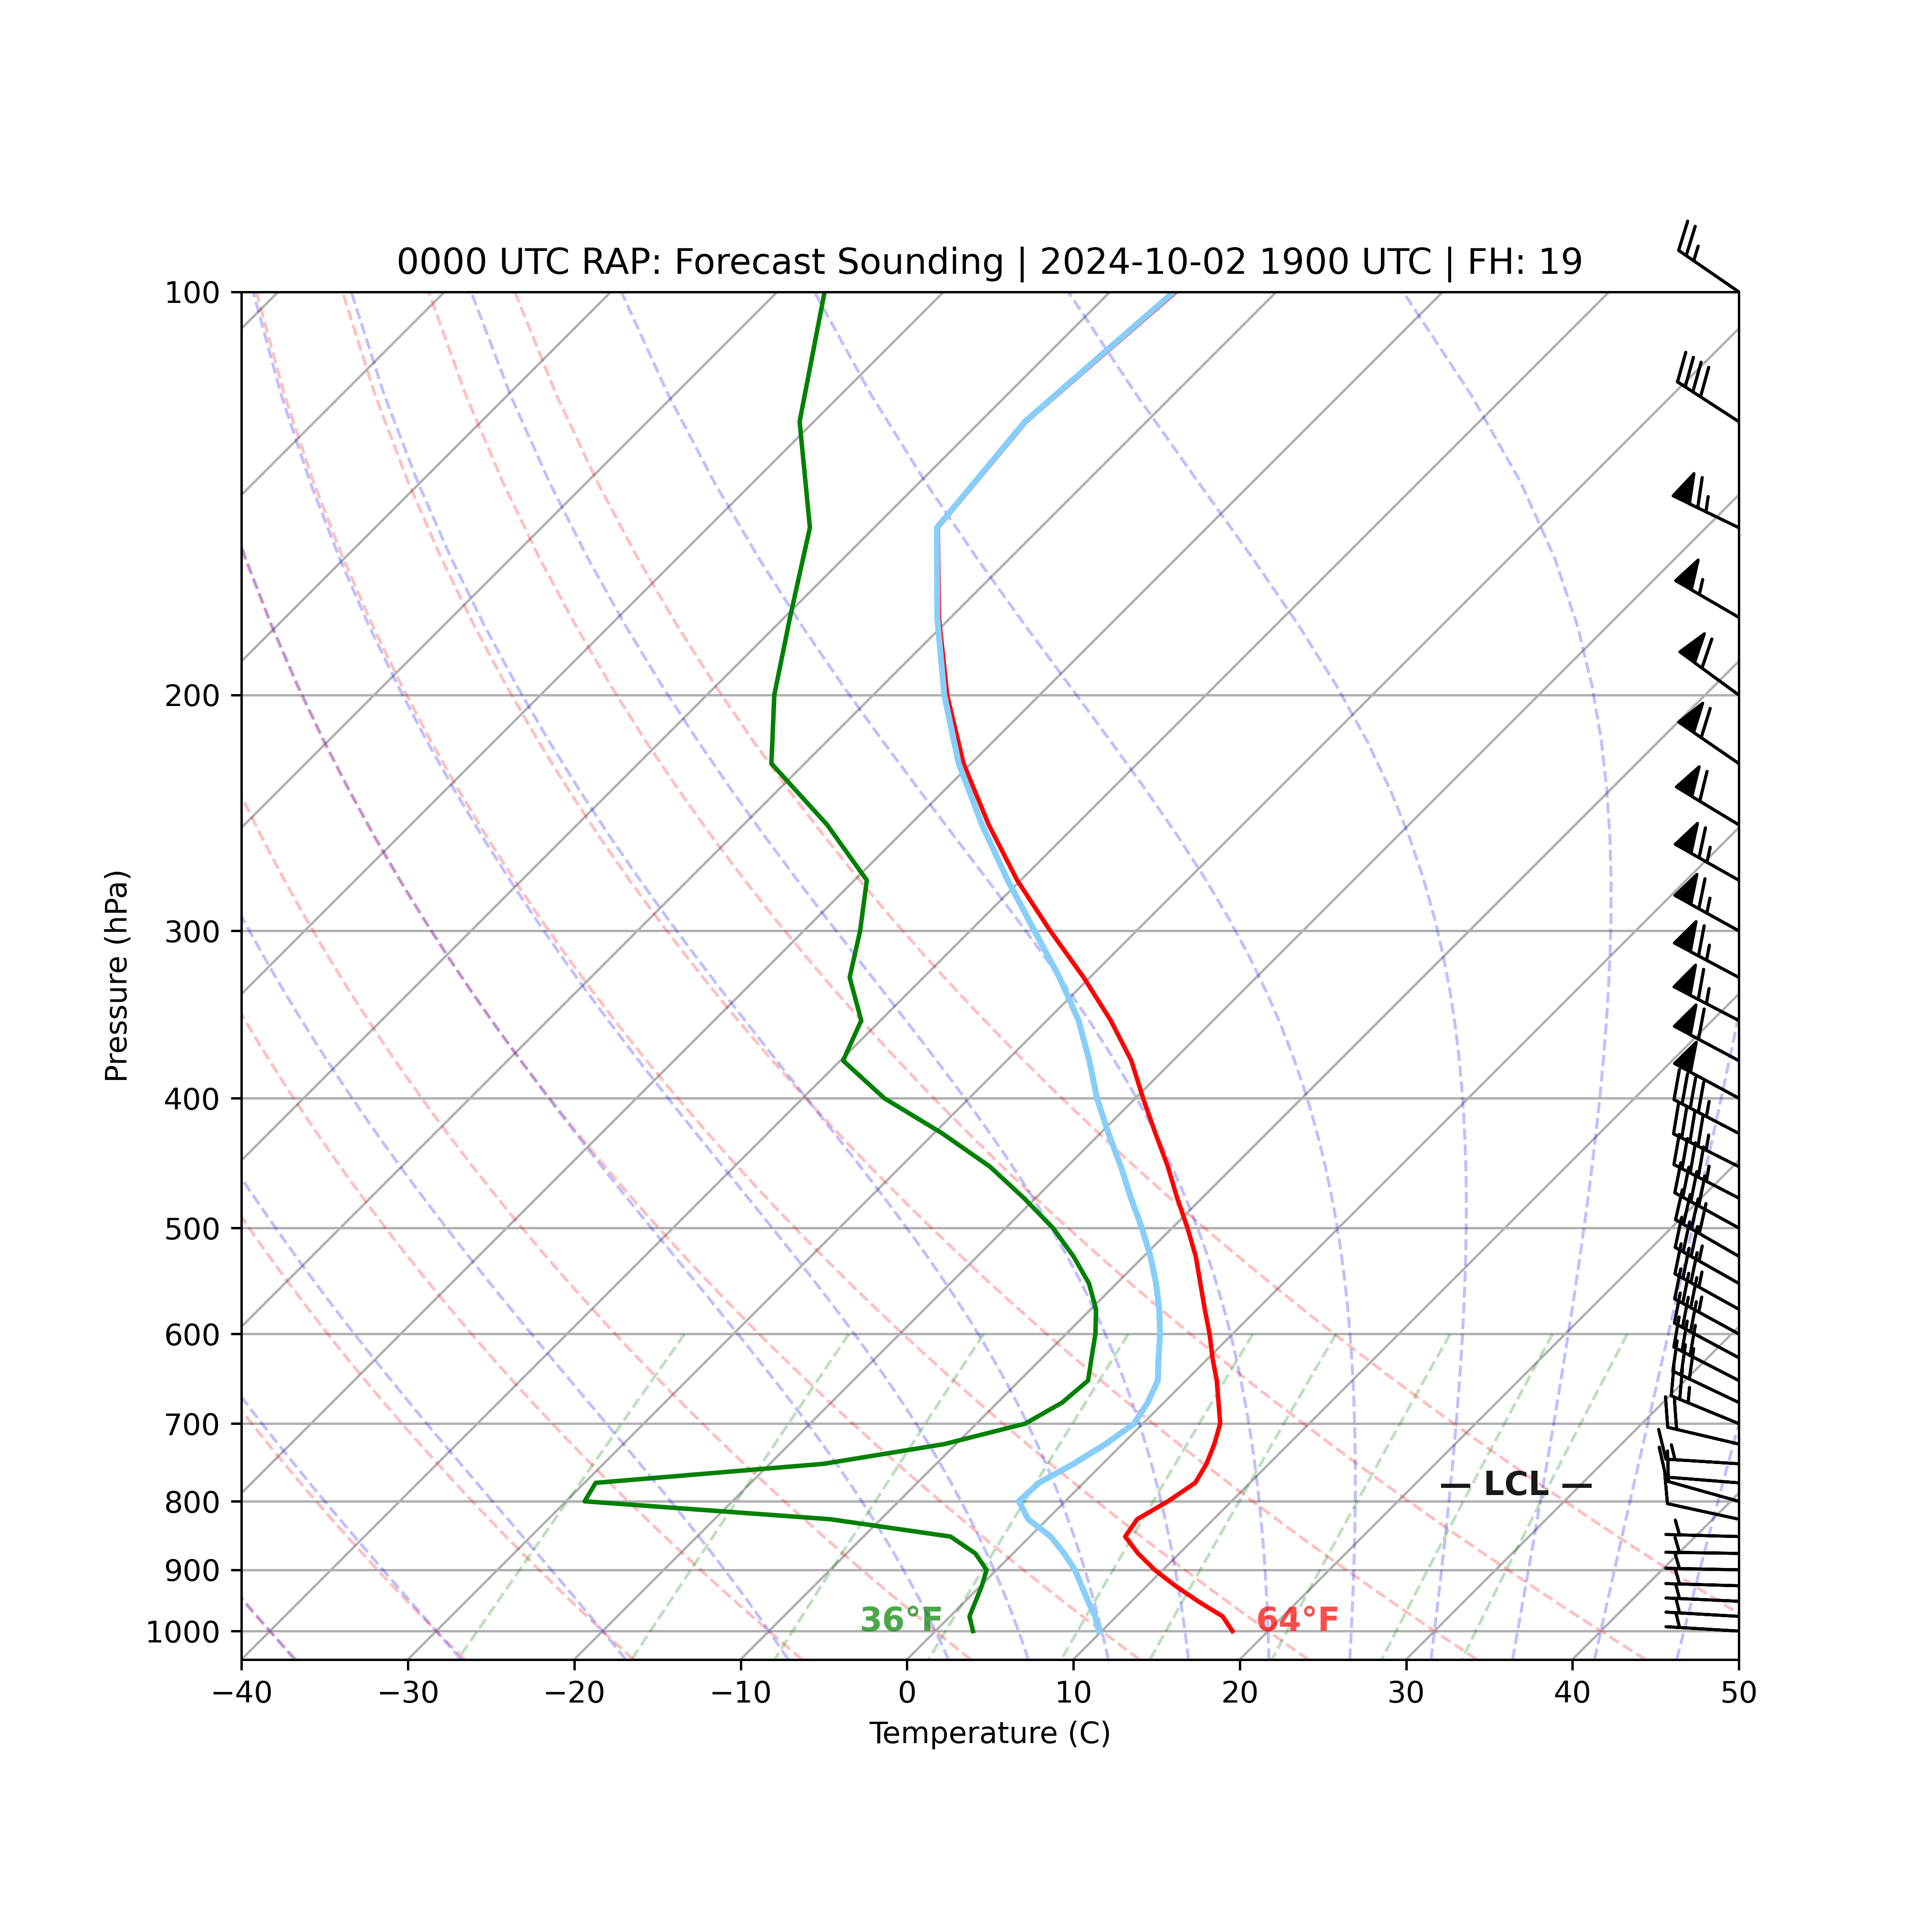 0000 UTC RAP: Forecast Sounding | 2024-10-02 1900 UTC | FH: 19
100
200
300
400
500
600
700
800
900
1000
Pressure (hPa)
— LCL —
36°F
64°F
−40 −30 −20 −10 0 10 20 30 40 50
Temperature (C)